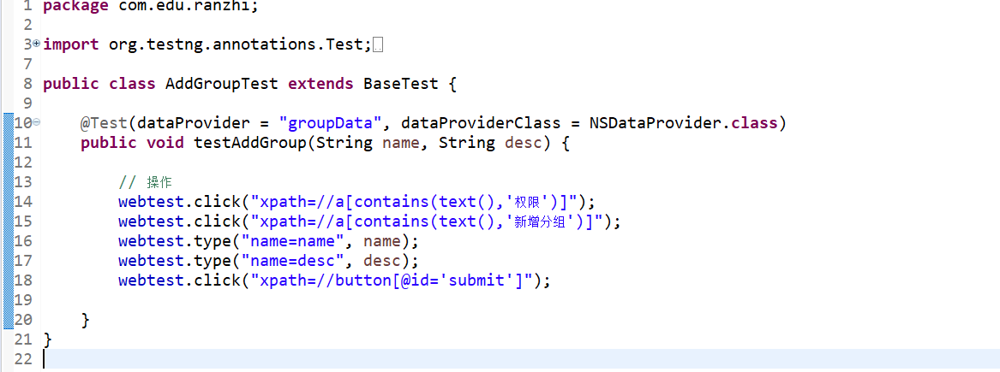 1 package com.edu.ranzhi;
2
3 import org.testng.annotations.Test;
7
8 public class AddGroupTest extends BaseTest {
9
10 @Test(dataProvider = "groupData", dataProviderClass = NSDataProvider.class)
11 public void testAddGroup(String name, String desc) {
12
13 // 操作
14 webtest.click("xpath=//a[contains(text(),'权限')]");
15 webtest.click("xpath=//a[contains(text(),'新增分组')]");
16 webtest.type("name=name", name);
17 webtest.type("name=desc", desc);
18 webtest.click("xpath=//button[@id='submit']");
19
20 }
21 }
22